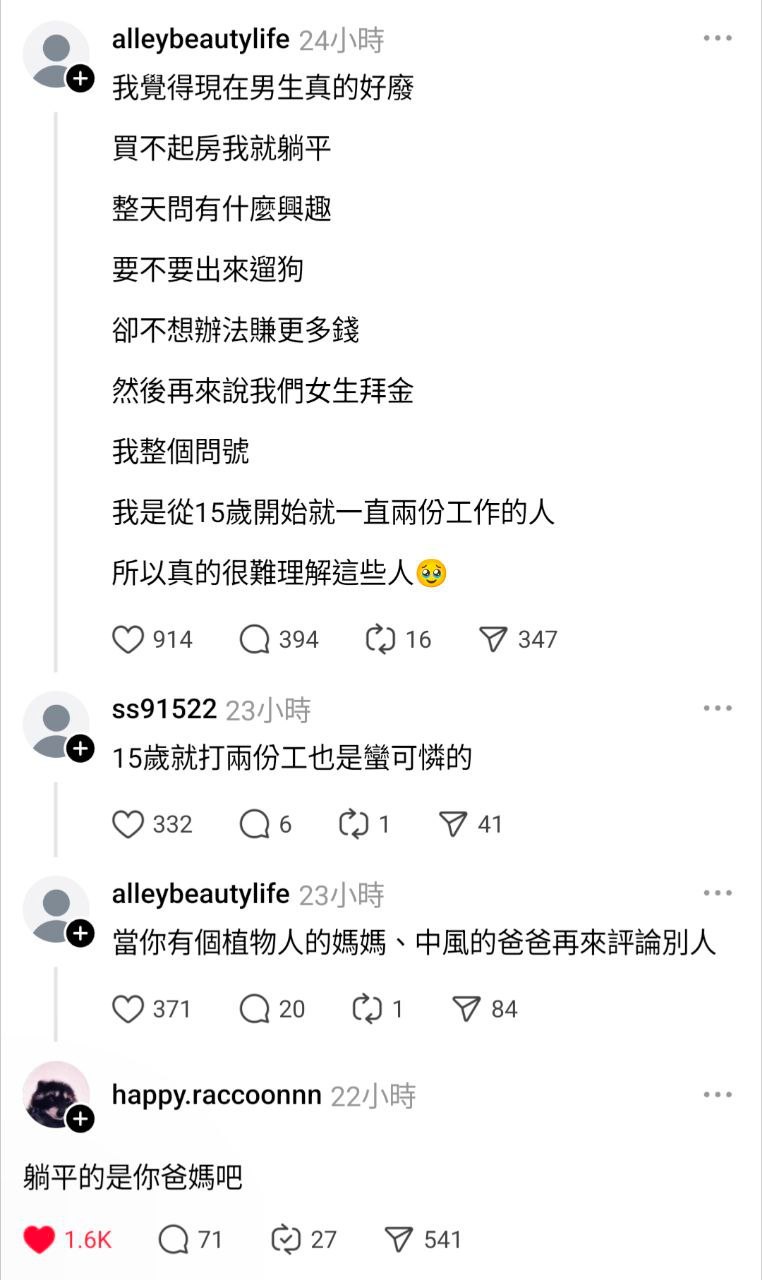 alleybeautylife 24小時
我覺得現在男生真的好廢
買不起房我就躺平
整天問有什麼興趣
要不要出來遛狗
卻不想辦法賺更多錢
然後再來說我們女生拜金
我整個問號
我是從15歲開始就一直兩份工作的人
所以真的很難理解這些人🥹
914 394 16 347
ss91522 23小時
15歲就打兩份工也是蠻可憐的
332 6 1 41
alleybeautylife 23小時
當你有個植物人的媽媽、中風的爸爸再來評論別人
371 20 1 84
happy.raccoonnn 22小時
躺平的是你爸媽吧
1.6K 71 27 541